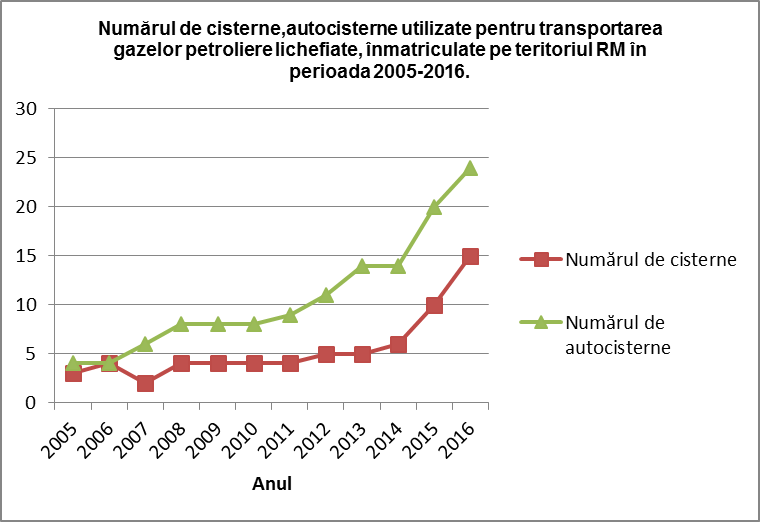 Numărul de cisterne,autocisterne utilizate pentru transportarea
gazelor petroliere lichefiate, înmatriculate pe teritoriul RM în
perioada 2005-2016.
30
25
20
15
10
5
0
2005
2006
2007
2008
2009
2010
2011
2012
2013
2014
2015
2016
Anul
Numărul de cisterne
Numărul de
autocisterne